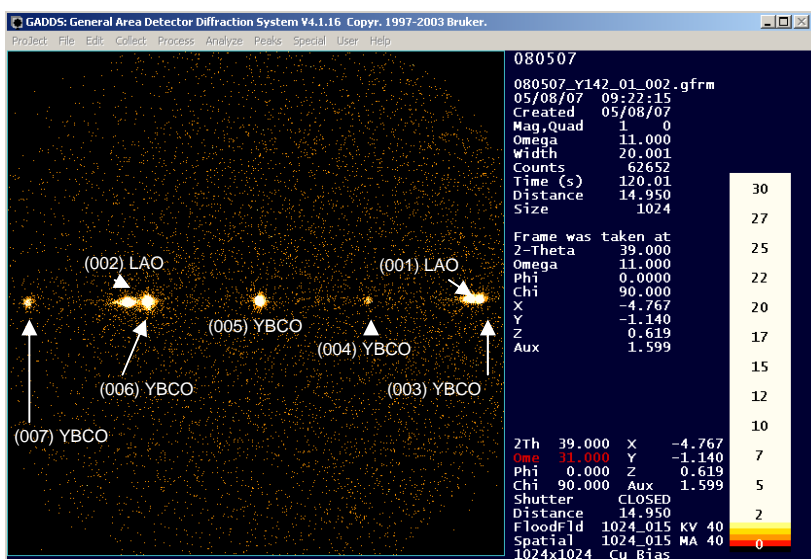 GADDS: General Area Detector Diffraction System V4.1.16 Copyr. 1997-2003 Bruker.
Project File Edit Collect Process Analyze Peaks Special User Help
(002) LAO
(001) LAO
(005) YBCO
(004) YBCO
(006) YBCO
(003) YBCO
(007) YBCO
080507
080507_Y142_01_002.gfrm
05/08/07 09:22:15
Created 05/08/07
Mag,Quad 1 0
Omega 11.000
Width 20.001
Counts 62652
Time (s) 120.01
Distance 14.950
Size 1024
Frame was taken at
2-Theta 39.000
Omega 11.000
Phi 0.0000
Chi 90.000
X -4.767
Y -1.140
Z 0.619
Aux 1.599
2Th 39.000 X -4.767
Ome 31.000 Y -1.140
Phi 0.000 Z 0.619
Chi 90.000 Aux 1.599
Shutter CLOSED
Distance 14.950
FloodFld 1024_015 KV 40
Spatial 1024_015 MA 40
1024x1024 Cu Bias
30
27
25
22
20
17
15
12
10
7
5
2
0